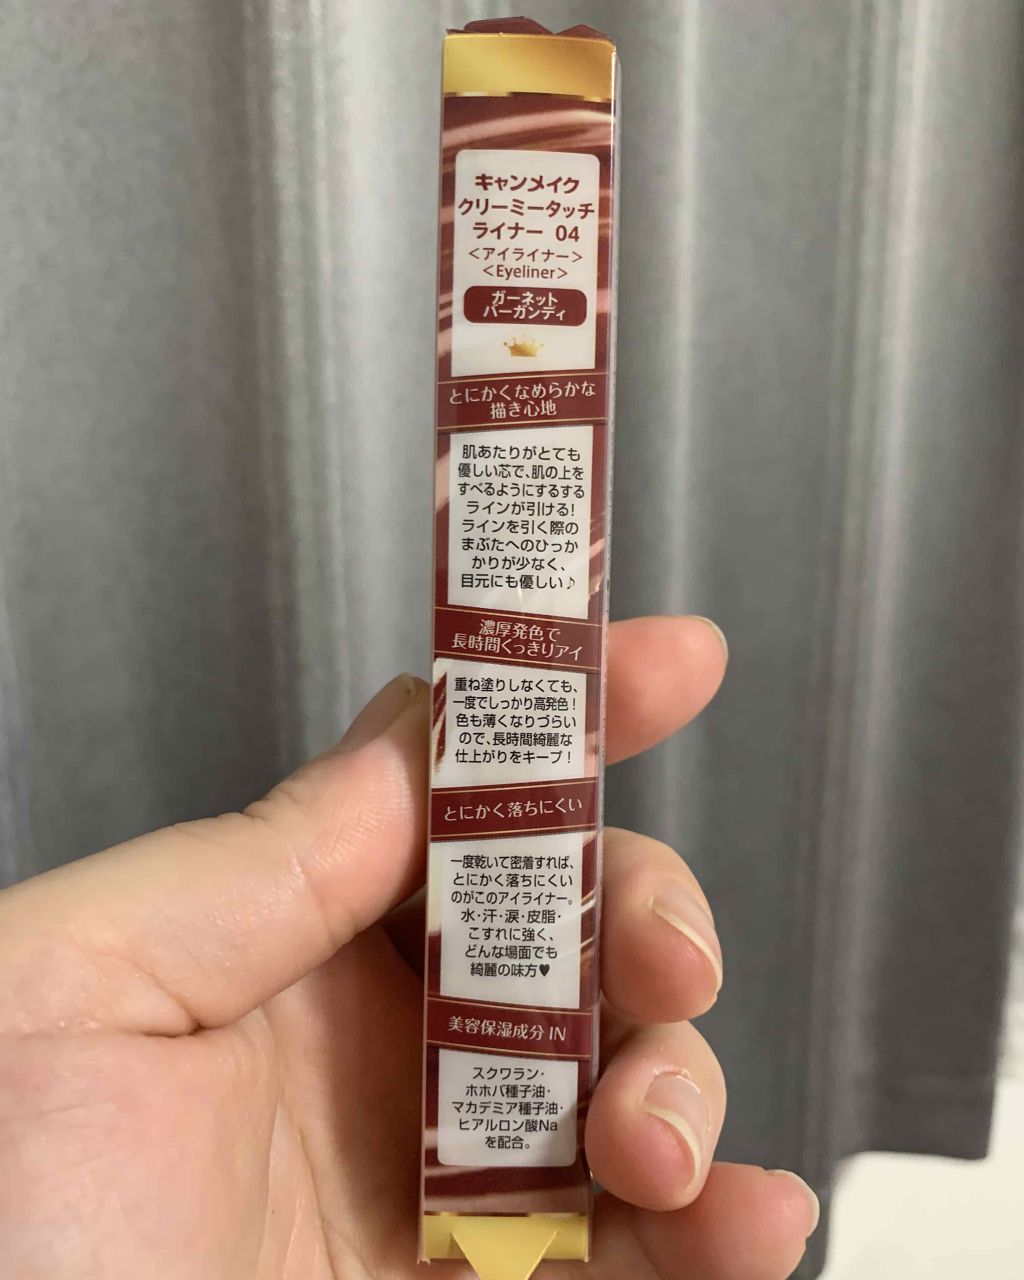 キャンメイク
クリーミータッチ
ライナー 04
<アイライナー>
<Eyeliner>
ガーネット
バーガンディ
とにかくなめらかな
描き心地
肌あたりがとても
優しい芯で、肌の上を
すべるようにするする
ラインが引ける!
ラインを引く際の
まぶたへのひっか
かりが少なく、
目元にも優しい♪
濃厚発色で
長時間くっきりアイ
重ね塗りしなくても、
一度でしっかり高発色!
色も薄くなりづらい
ので、長時間綺麗な
仕上がりをキープ!
とにかく落ちにくい
一度乾いて密着すれば、
とにかく落ちにくい
のがこのアイライナー。
水・汗・涙・皮脂・
こすれに強く、
どんな場面でも
綺麗の味方♥
美容保湿成分 IN
スクワラン・
ホホバ種子油・
マカデミア種子油・
ヒアルロン酸Na
を配合。